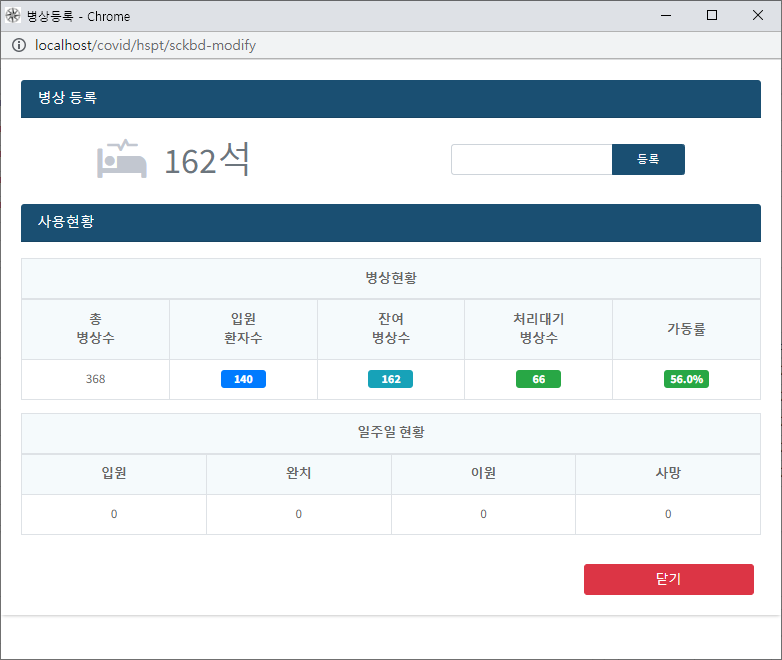 병상등록 - Chrome
localhost/covid/hspt/sckbd-modify
병상 등록
162석
등록
사용현황
병상현황
총 병상수
입원 환자수
잔여 병상수
처리대기 병상수
가동률
368
140
162
66
56.0%
일주일 현황
입원
완치
이원
사망
0
0
0
0
닫기